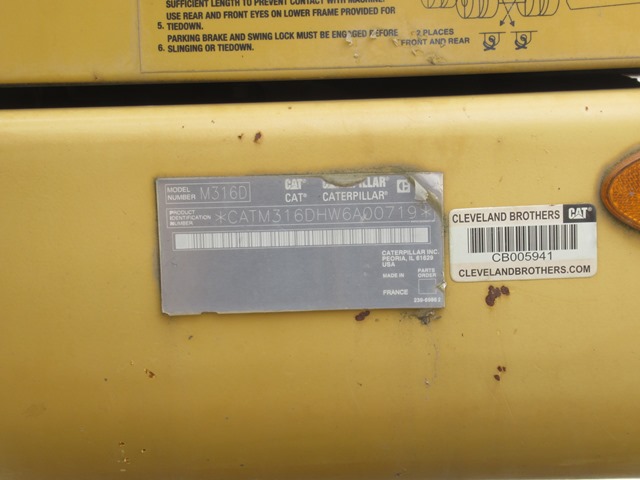 SUFFICIENT LENGTH TO PREVENT CONTACT WITH MACHINE.
USE REAR AND FRONT EYES ON LOWER FRAME PROVIDED FOR
5. TIEDOWN.
PARKING BRAKE AND SWING LOCK MUST BE ENGAGED BEFORE
6. SLINGING OR TIEDOWN.
2 PLACES
FRONT AND REAR
MODEL NUMBER M316D
CAT CATERPILLAR
CAT® CATERPILLAR®
PRODUCT IDENTIFICATION NUMBER *CATM316DHW6A00719*
CATERPILLAR INC.
PEORIA, IL 61629
USA
MADE IN
PARTS ORDER
FRANCE
CLEVELAND BROTHERS CAT
CB005941
CLEVELANDBROTHERS.COM